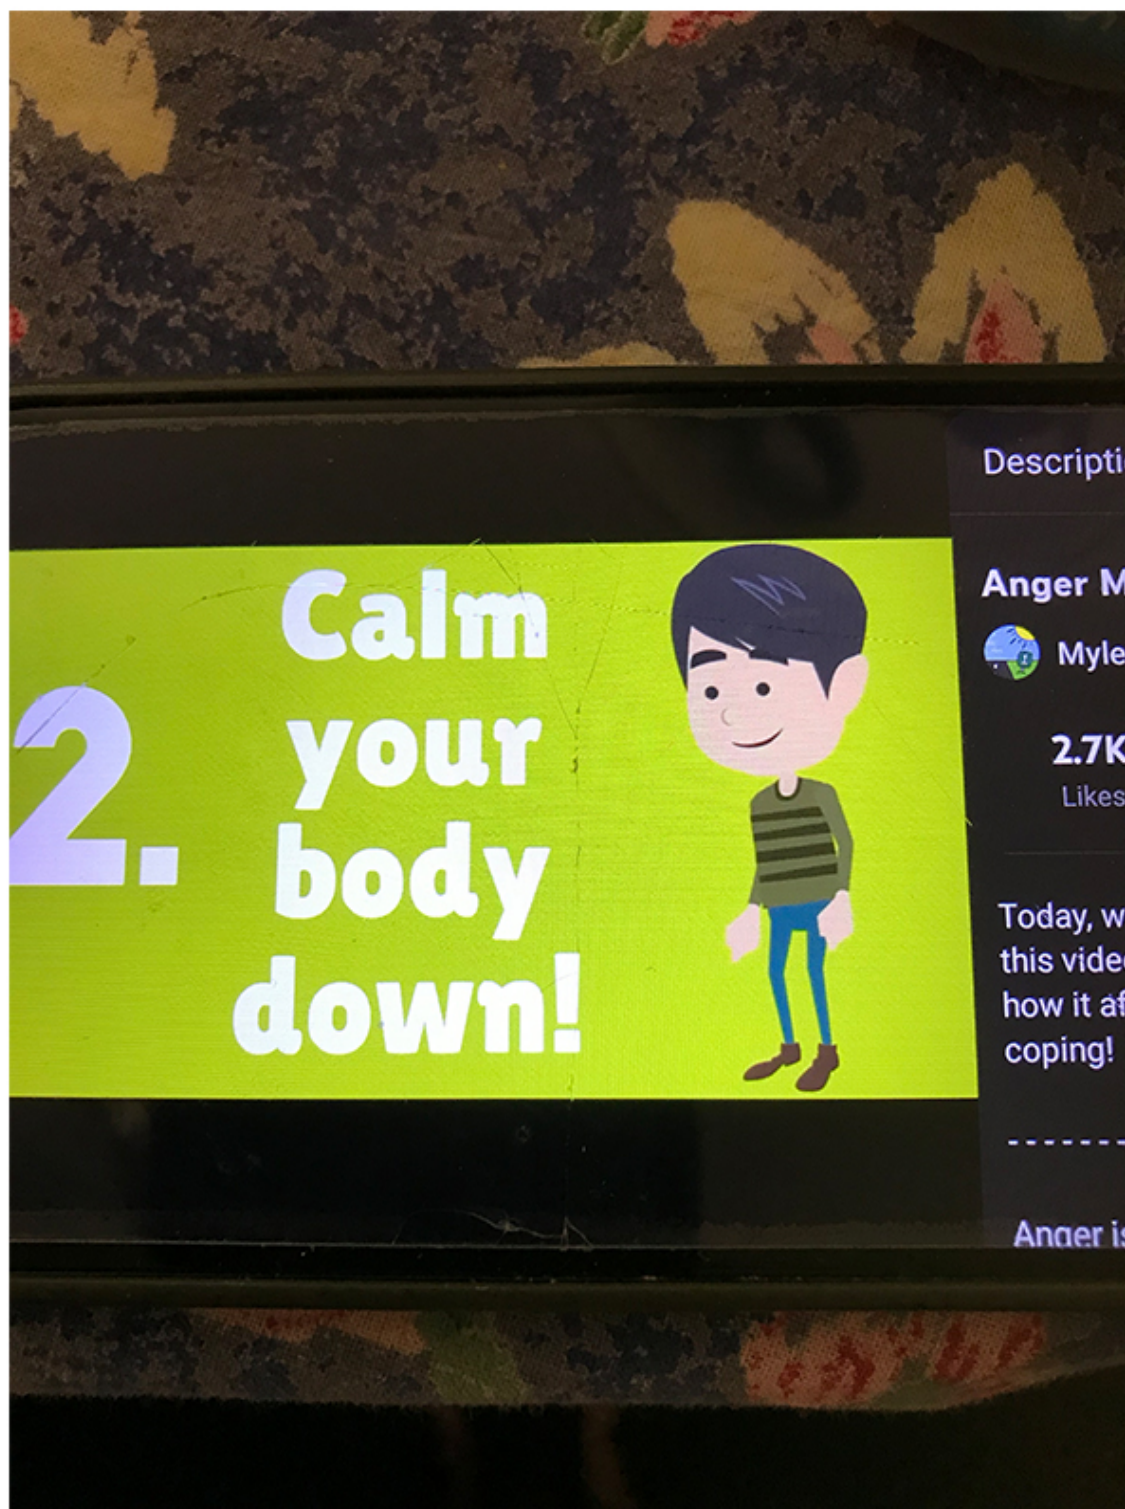 2.
Calm
your
body
down!
Descripti
Anger M
Myle
2.7K
Likes
Today, w
this vide
how it af
coping!
--------
Anger is